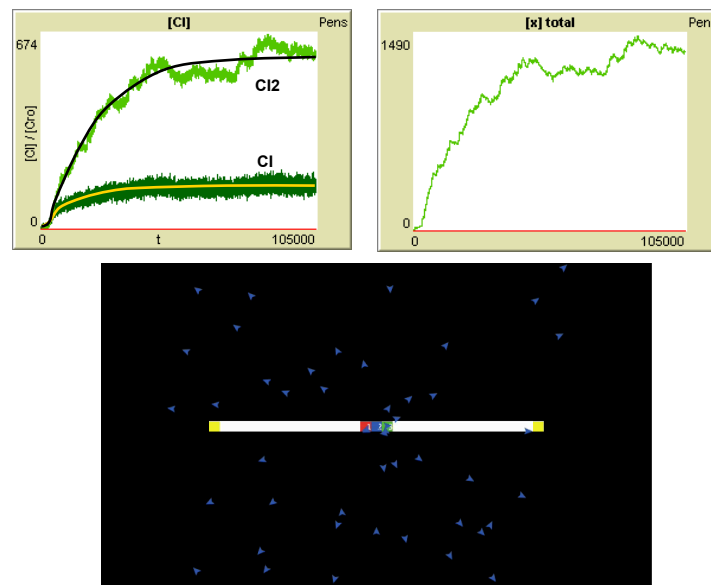 [CI]
Pens
674
[CI] / [Cro]
CI2
CI
0
0
t
105000
[x] total
Pen
1490
0
0
105000